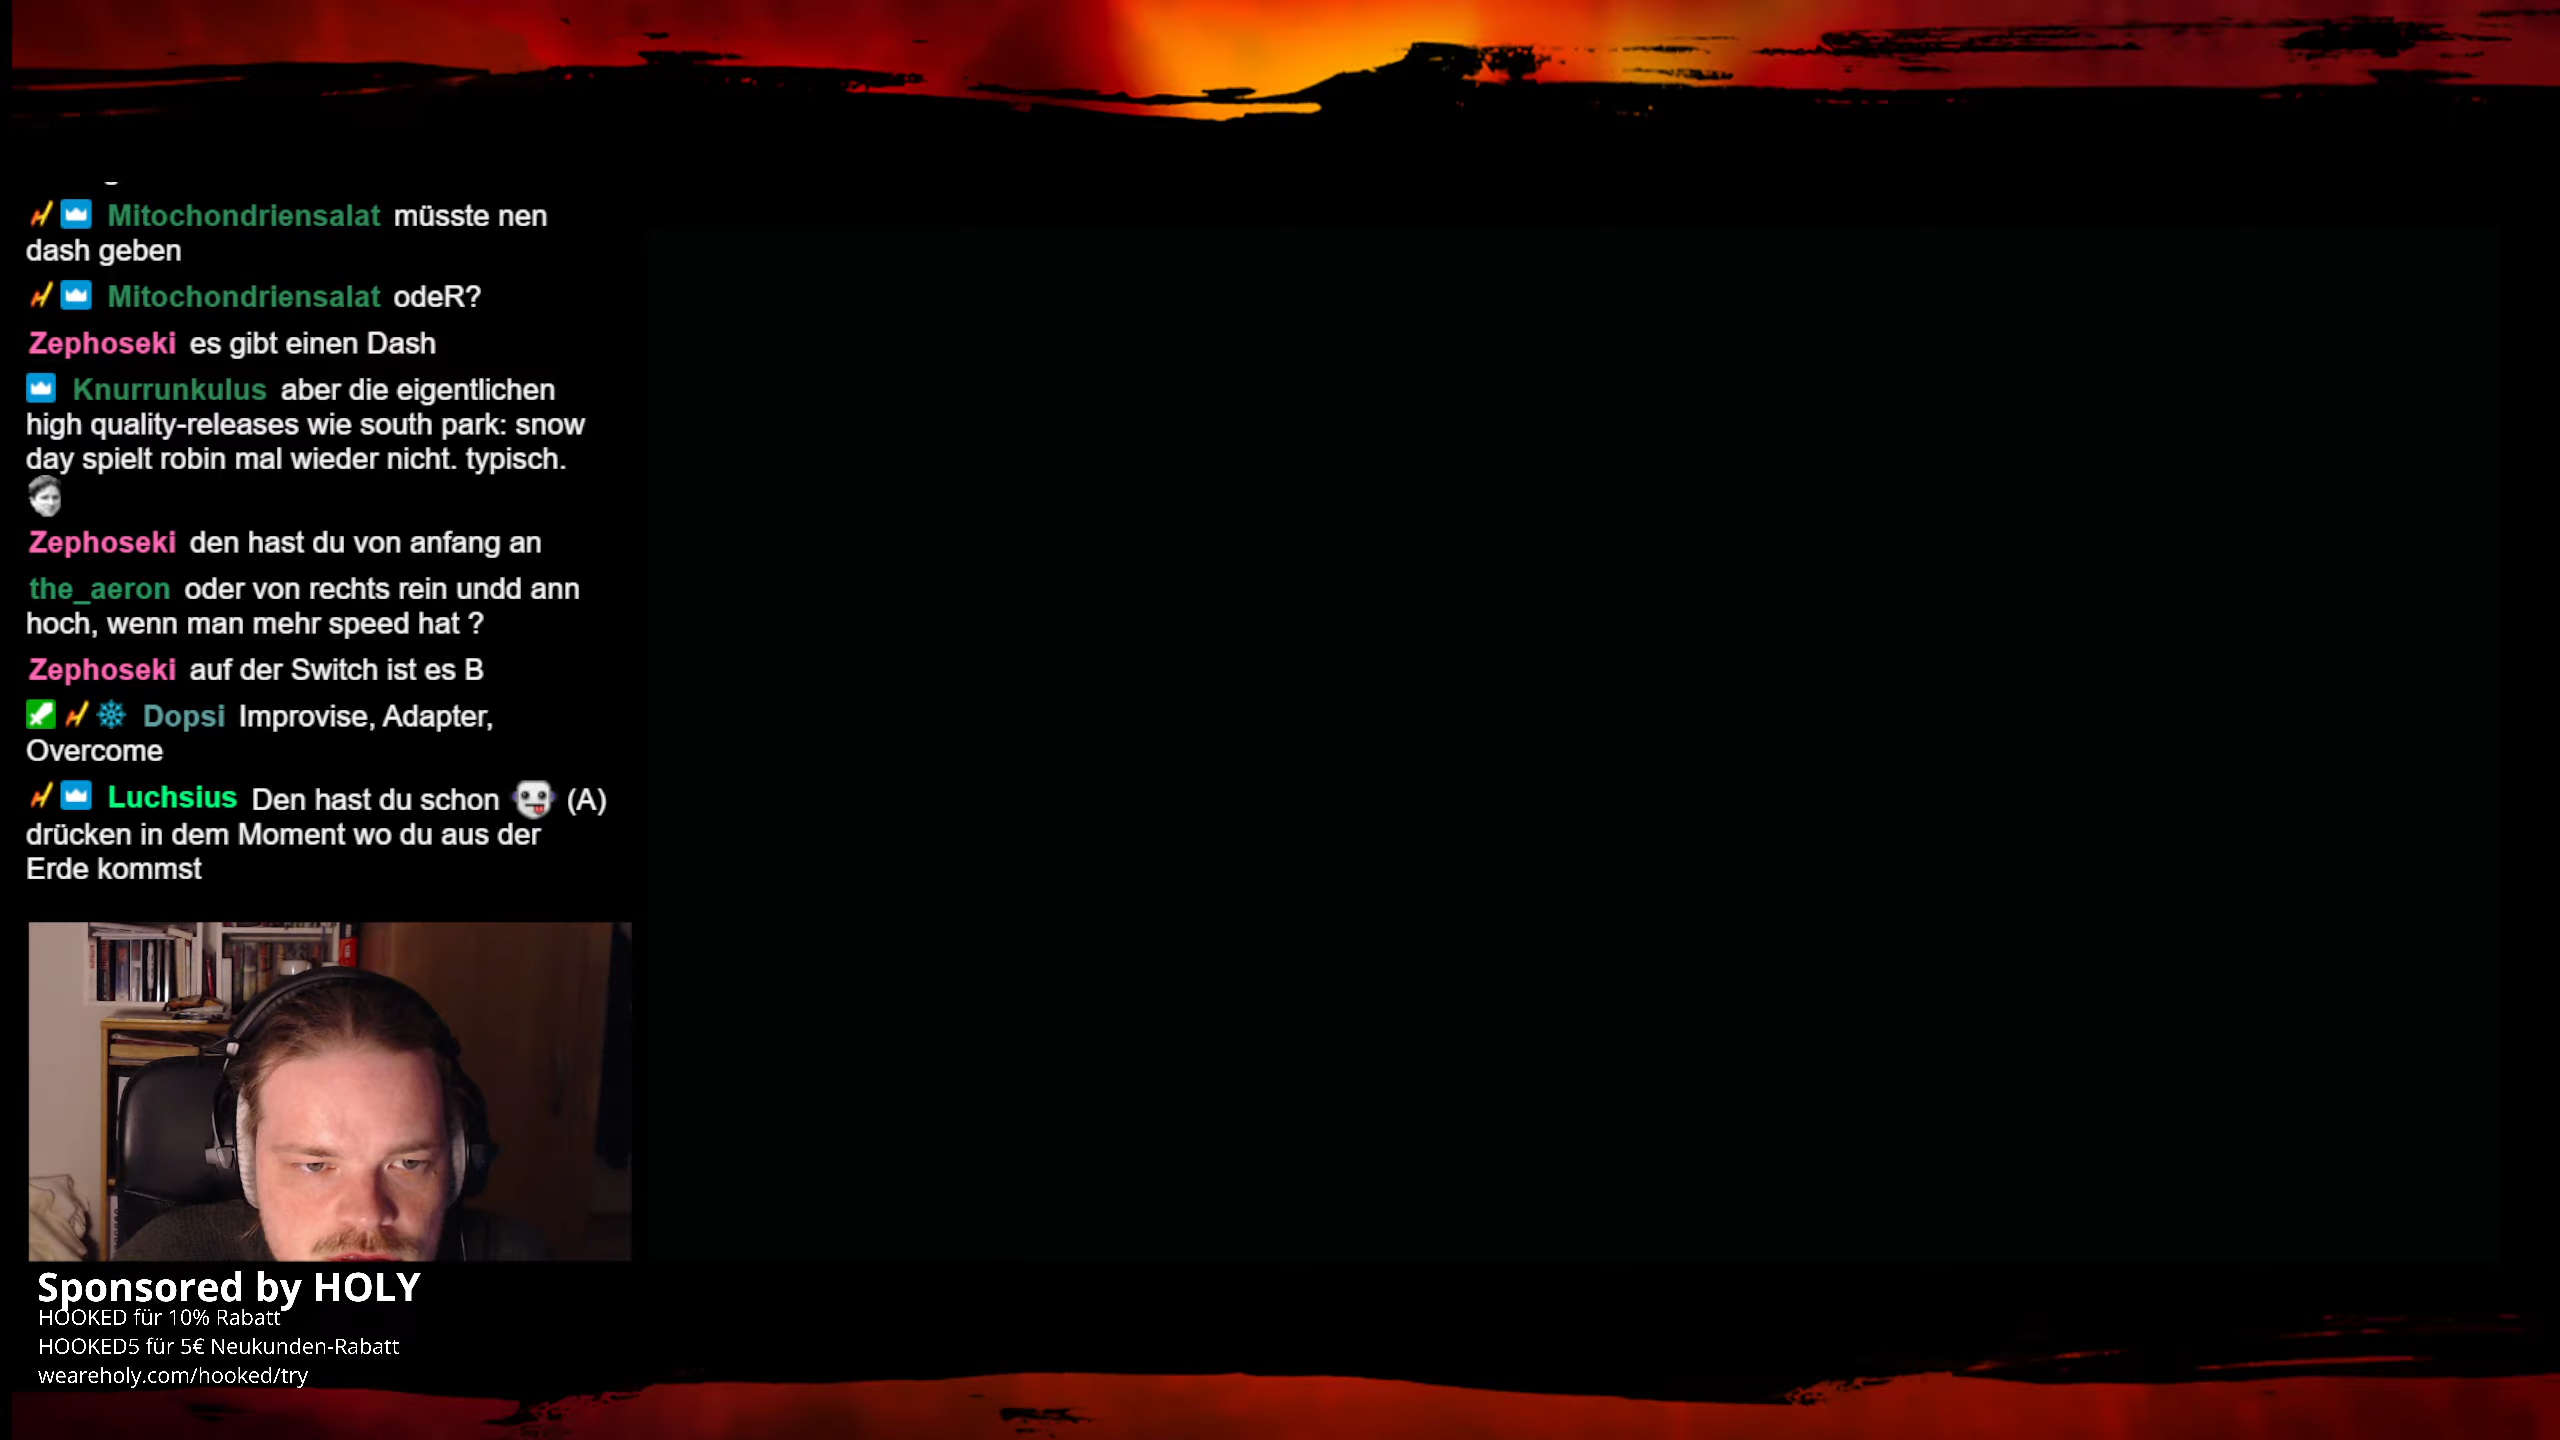 Mitochondriensalat müsste nen
dash geben
Mitochondriensalat odeR?
Zephoseki es gibt einen Dash
Knurrunkulus aber die eigentlichen
high quality-releases wie south park: snow
day spielt robin mal wieder nicht. typisch.
Zephoseki den hast du von anfang an
the_aeron oder von rechts rein undd ann
hoch, wenn man mehr speed hat ?
Zephoseki auf der Switch ist es B
Dopsi Improvise, Adapter,
Overcome
Luchsius Den hast du schon (A)
drücken in dem Moment wo du aus der
Erde kommst
Sponsored by HOLY
HOOKED für 10% Rabatt
HOOKED5 für 5€ Neukunden-Rabatt
weareholy.com/hooked/try